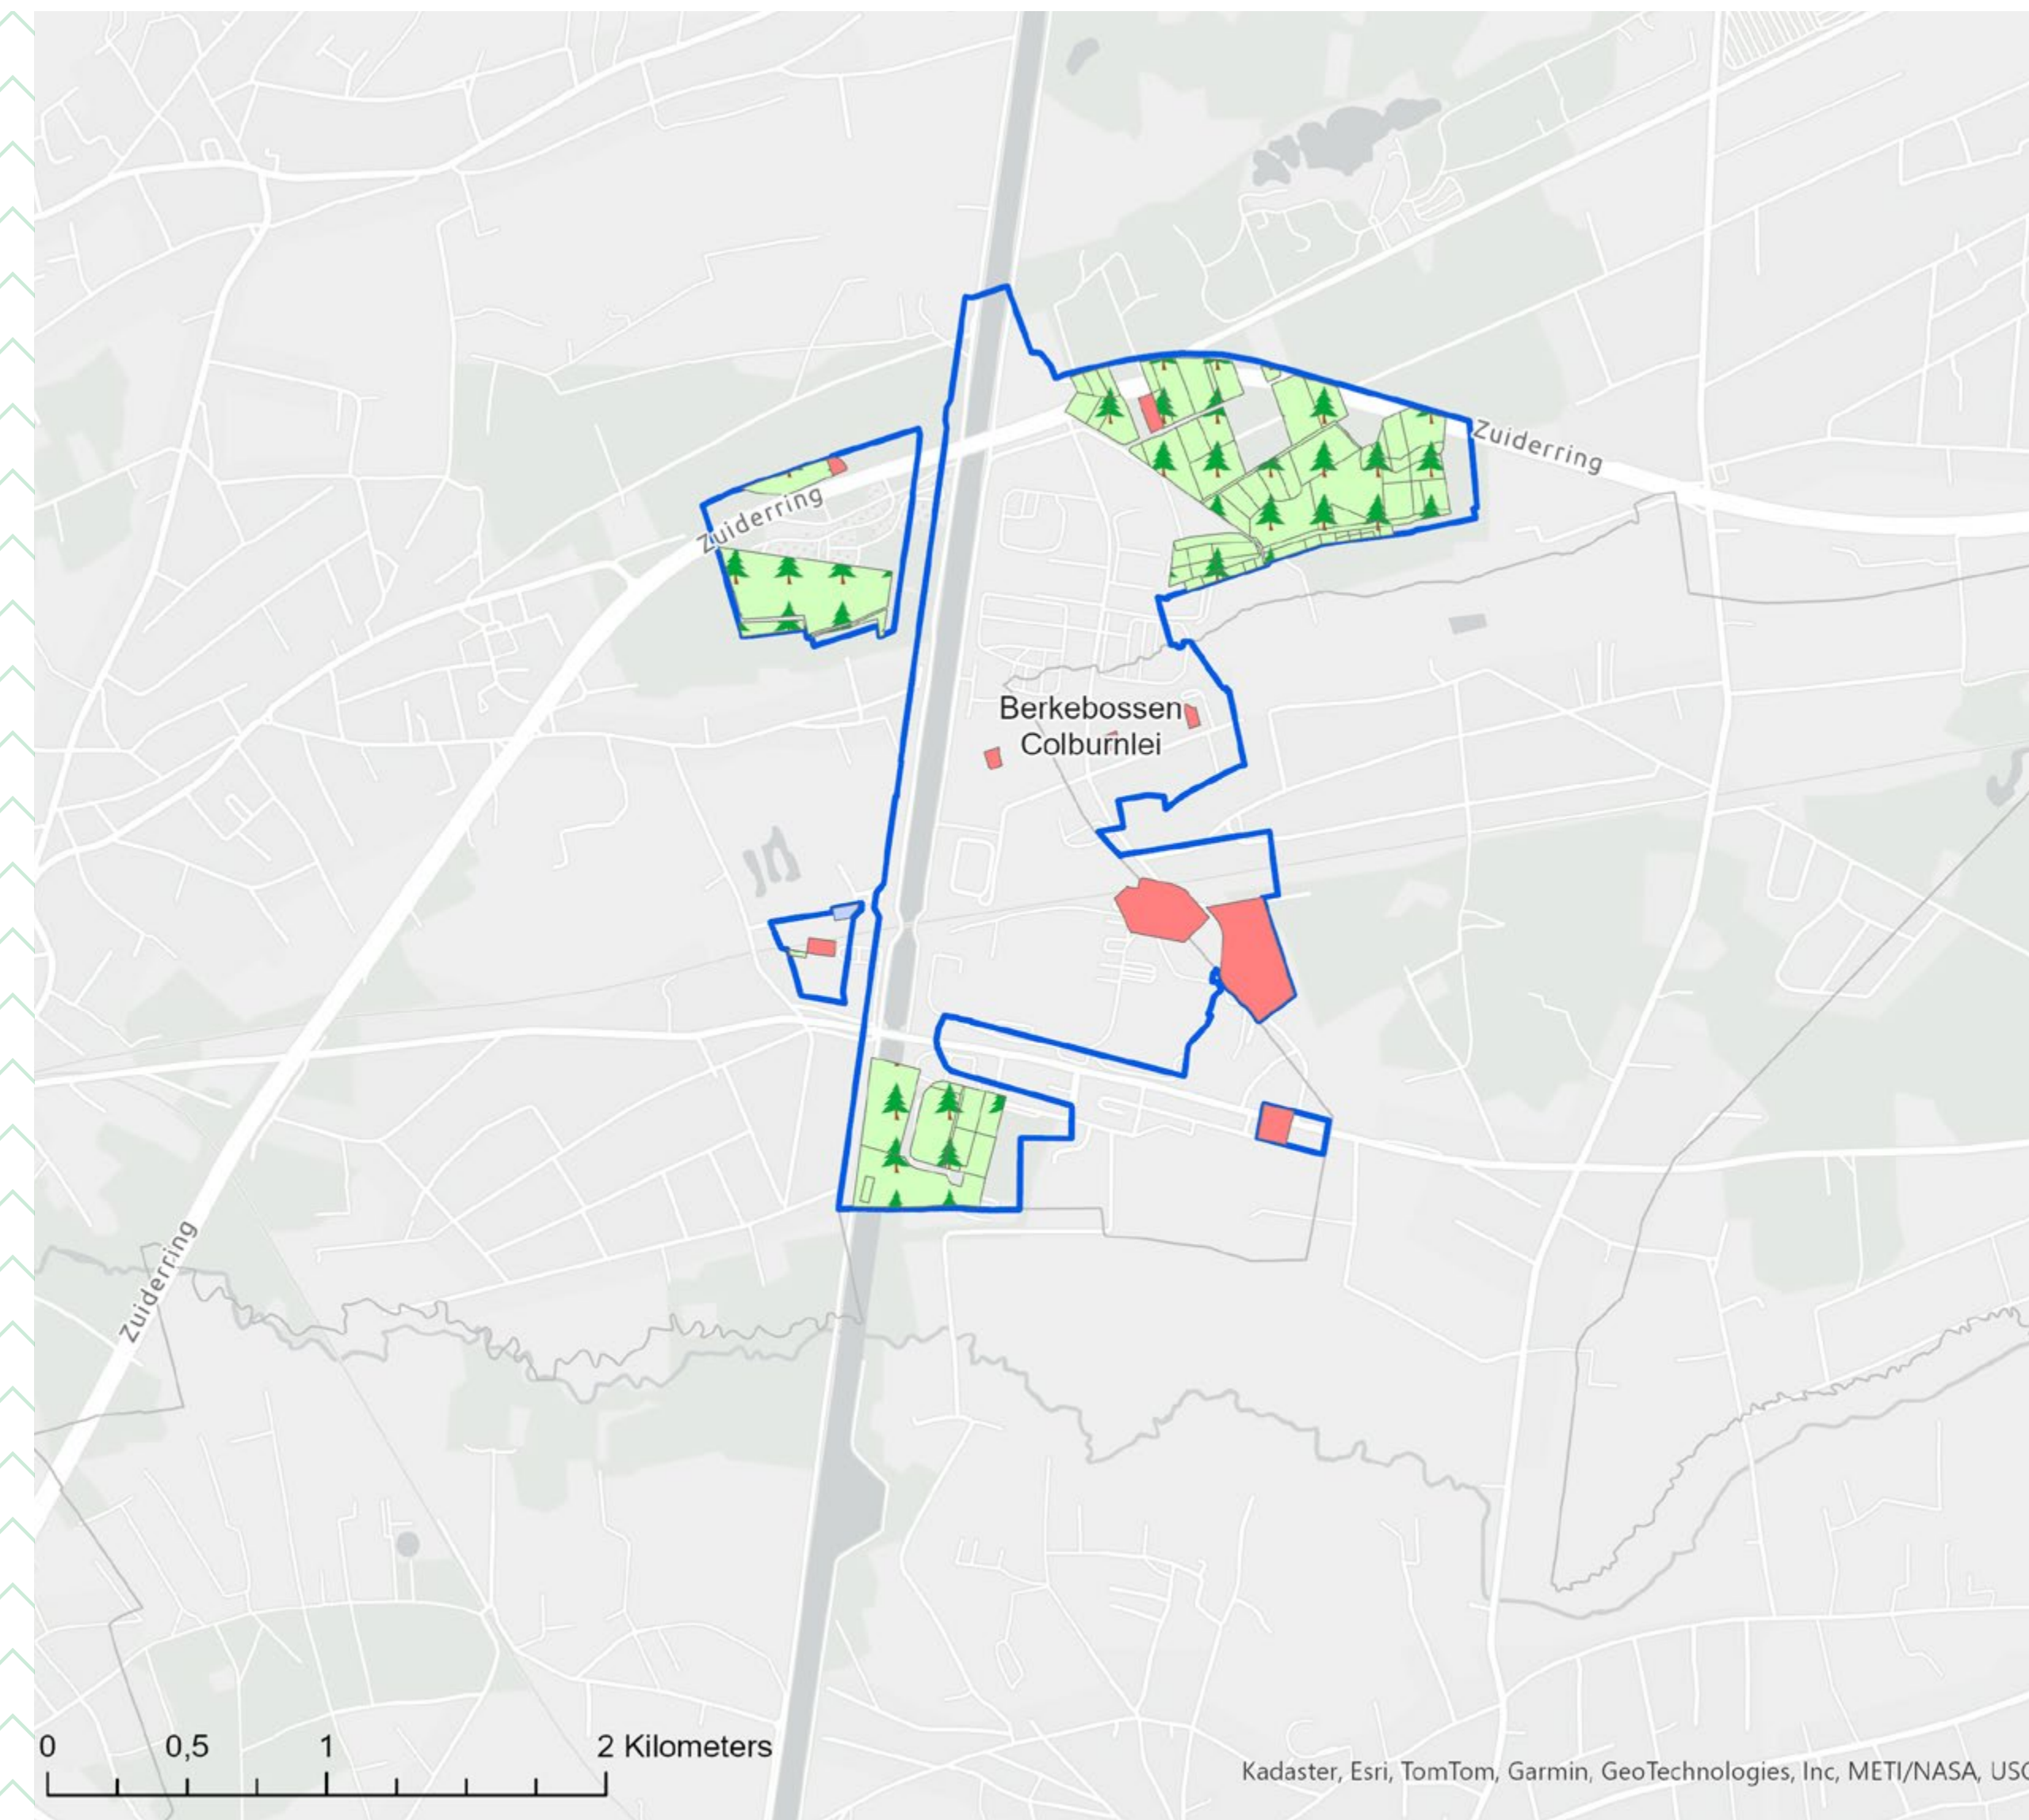 Zuiderring
Zuiderring
Berkebossen
Colburnlei
Zuiderring
0 0,5 1 2 Kilometers
Kadaster, Esri, TomTom, Garmin, GeoTechnologies, Inc, METI/NASA,